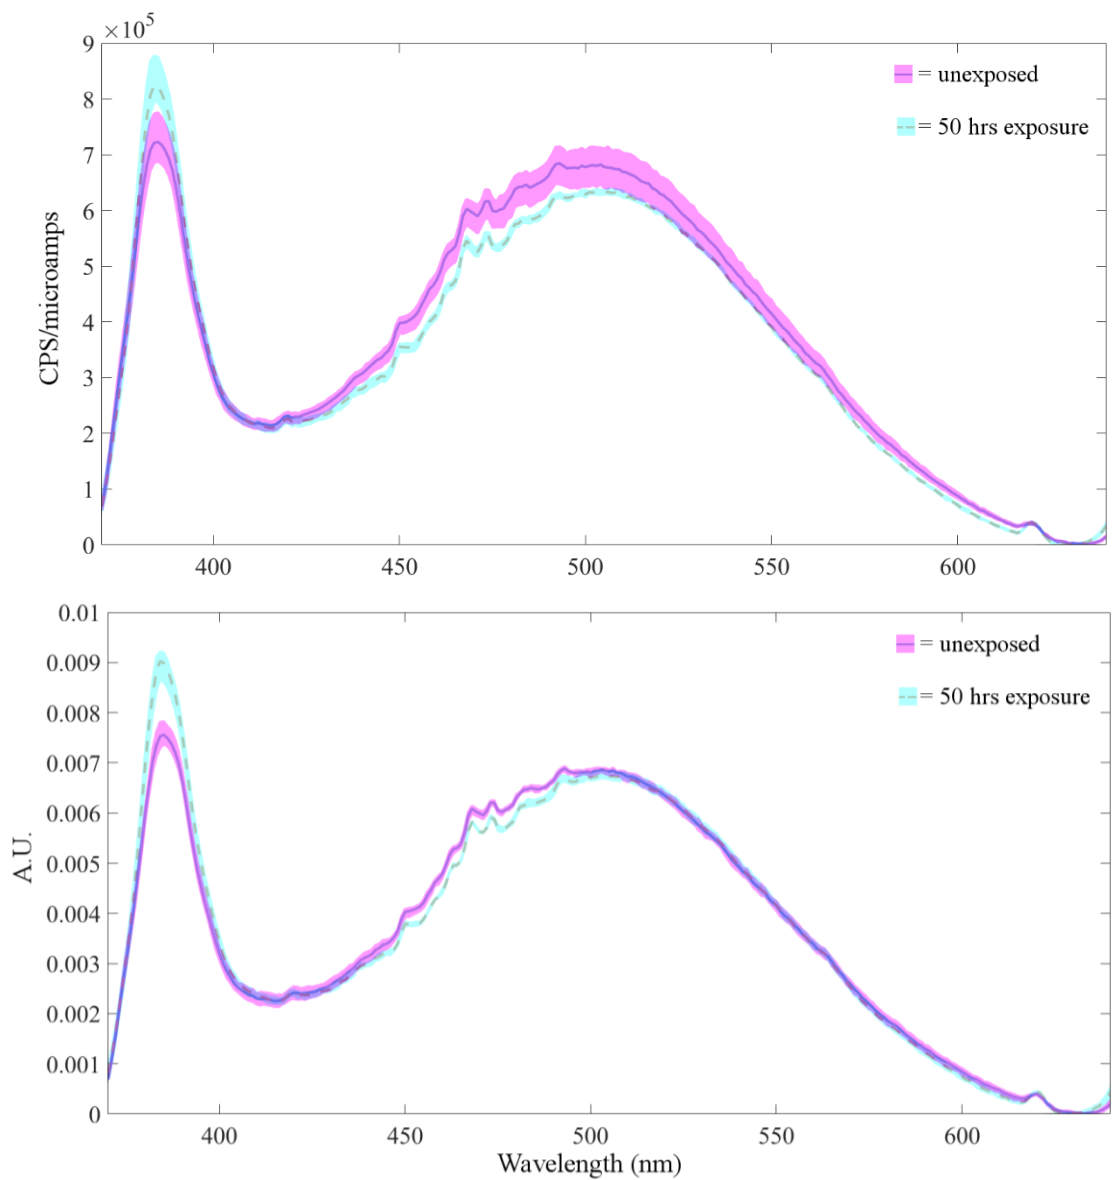 ×10⁵
9
8
7
6
5
4
3
2
1
0
CPS/microamps
= unexposed
= 50 hrs exposure
400 450 500 550 600
0.01
0.009
0.008
0.007
0.006
0.005
0.004
0.003
0.002
0.001
0
A.U.
= unexposed
= 50 hrs exposure
400 450 500 550 600
Wavelength (nm)